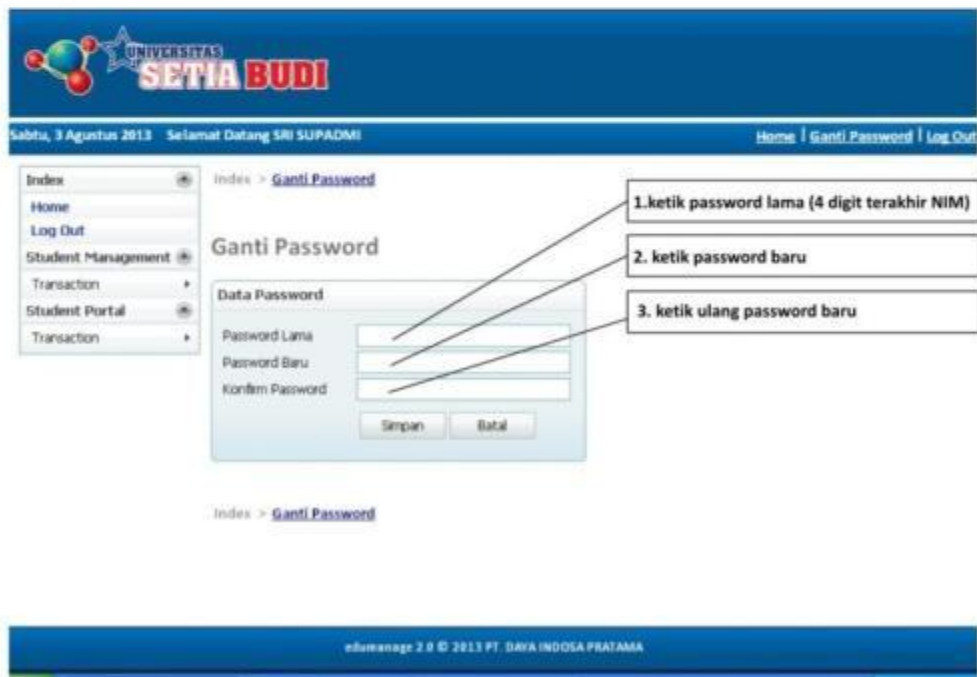 UNIVERSITAS
SETIA BUDI
Sabtu, 3 Agustus 2013 Selamat Datang SRI SUPADMI
Home | Ganti Password | Log Out
Index
Home
Log Out
Student Management
Transaction
Student Portal
Transaction
Index > Ganti Password
Ganti Password
Data Password
Password Lama
Password Baru
Konfirm Password
Simpan Batal
1.ketik password lama (4 digit terakhir NIM)
2. ketik password baru
3. ketik ulang password baru
Index > Ganti Password
edumanage 2.0 © 2013 PT. DAYA INDOSA PRATAMA